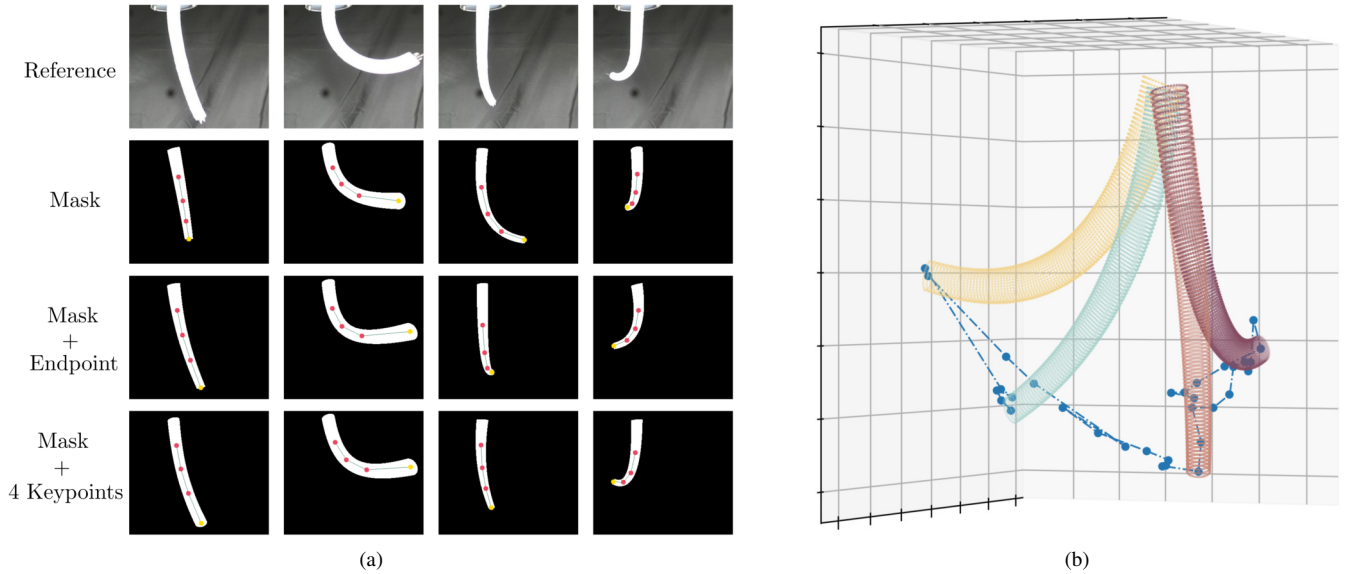 Reference
Mask
Mask
+
Endpoint
Mask
+
4 Keypoints
(a)
(b)